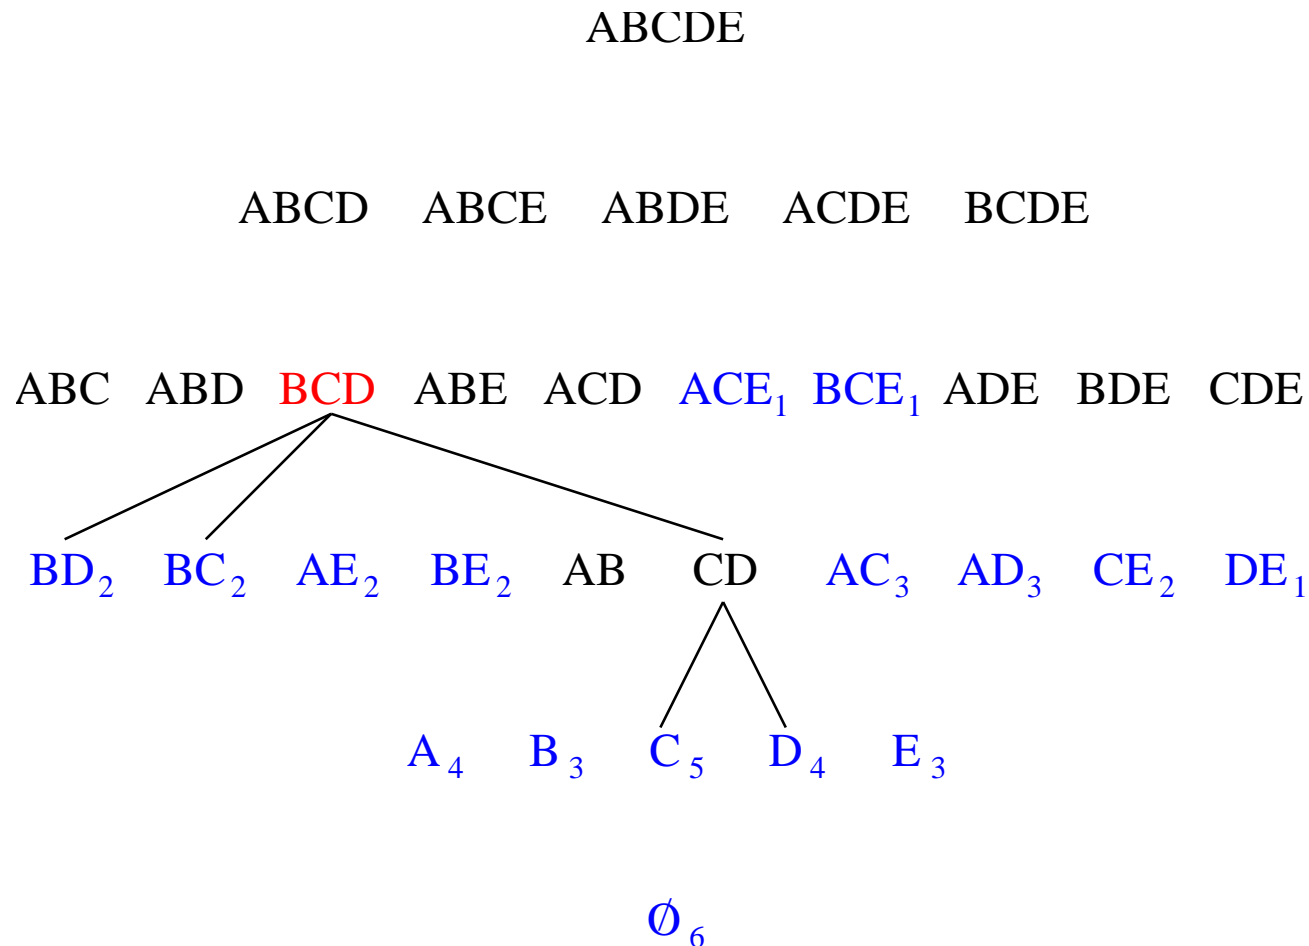 ABCDE
ABCD ABCE ABDE ACDE BCDE
ABC ABD BCD ABE ACD ACE₁ BCE₁ ADE BDE CDE
BD₂ BC₂ AE₂ BE₂ AB CD AC₃ AD₃ CE₂ DE₁
A₄ B₃ C₅ D₄ E₃
∅₆